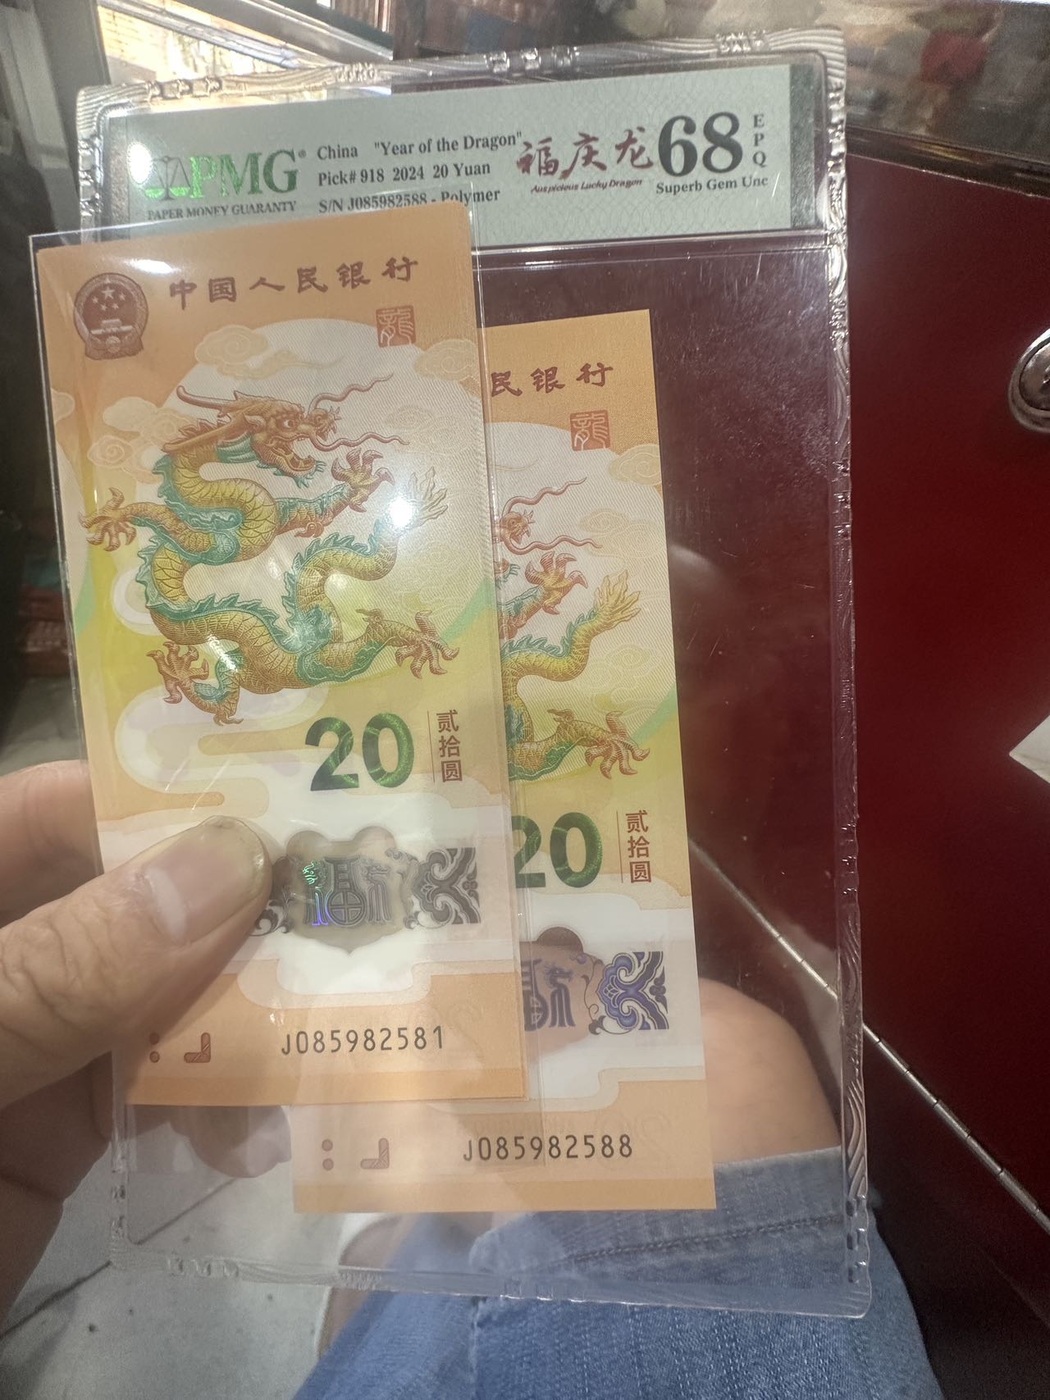 PMG®
PAPER MONEY GUARANTY
China "Year of the Dragon"
Pick# 918 2024 20 Yuan
S/N J085982588 - Polymer
福庆龙
Auspicious Lucky Dragon
68
EPQ
Superb Gem Unc
中国人民银行
龍
20
贰拾圆
福
J085982581
民银行
龍
20
贰拾圆
J085982588